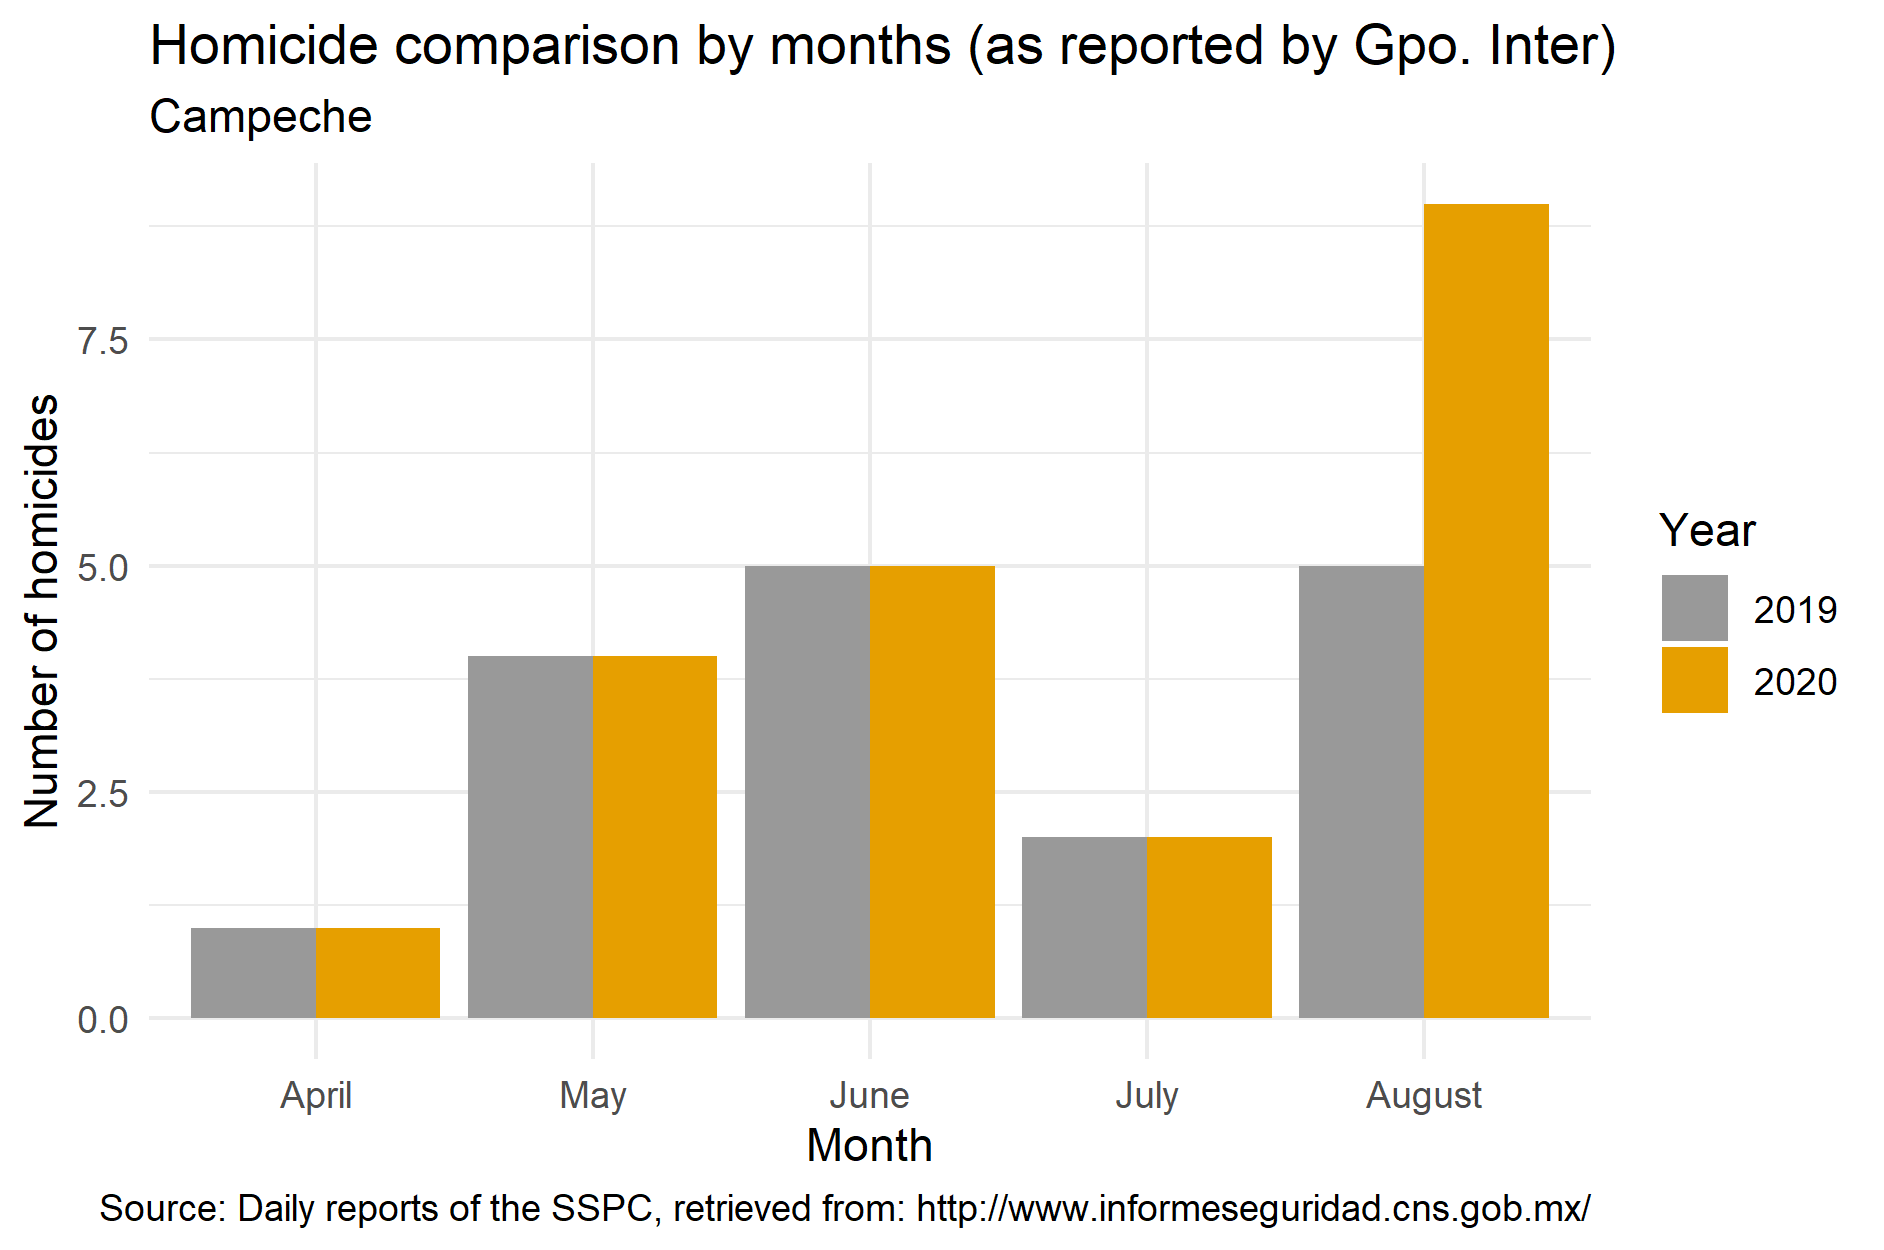 Homicide comparison by months (as reported by Gpo. Inter)
Campeche
Number of homicides
7.5
5.0
2.5
0.0
April May June July August
Month
Year
2019
2020
Source: Daily reports of the SSPC, retrieved from: http://www.informeseguridad.cns.gob.mx/